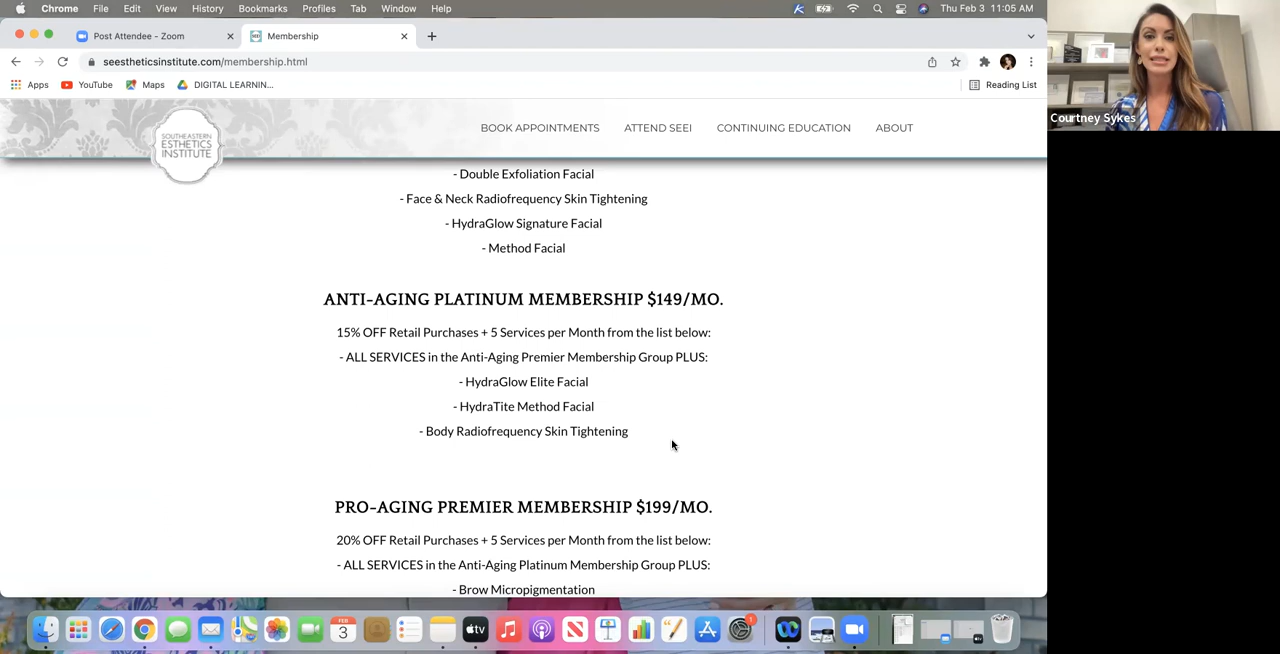 Chrome File Edit View History Bookmarks Profiles Tab Window Help Thu Feb 3 11:05 AM
Post Attendee - Zoom
Membership
seestheticsinstitute.com/membership.html
Apps YouTube Maps DIGITAL LEARNIN... Reading List
Courtney Sykes
SOUTHEASTERN
ESTHETICS
INSTITUTE
BOOK APPOINTMENTS ATTEND SEEI CONTINUING EDUCATION ABOUT
- Double Exfoliation Facial
- Face & Neck Radiofrequency Skin Tightening
- HydraGlow Signature Facial
- Method Facial
ANTI-AGING PLATINUM MEMBERSHIP $149/MO.
15% OFF Retail Purchases + 5 Services per Month from the list below:
- ALL SERVICES in the Anti-Aging Premier Membership Group PLUS:
- HydraGlow Elite Facial
- HydraTite Method Facial
- Body Radiofrequency Skin Tightening
PRO-AGING PREMIER MEMBERSHIP $199/MO.
20% OFF Retail Purchases + 5 Services per Month from the list below:
- ALL SERVICES in the Anti-Aging Platinum Membership Group PLUS:
- Brow Micropigmentation
FEB
3
tv
1